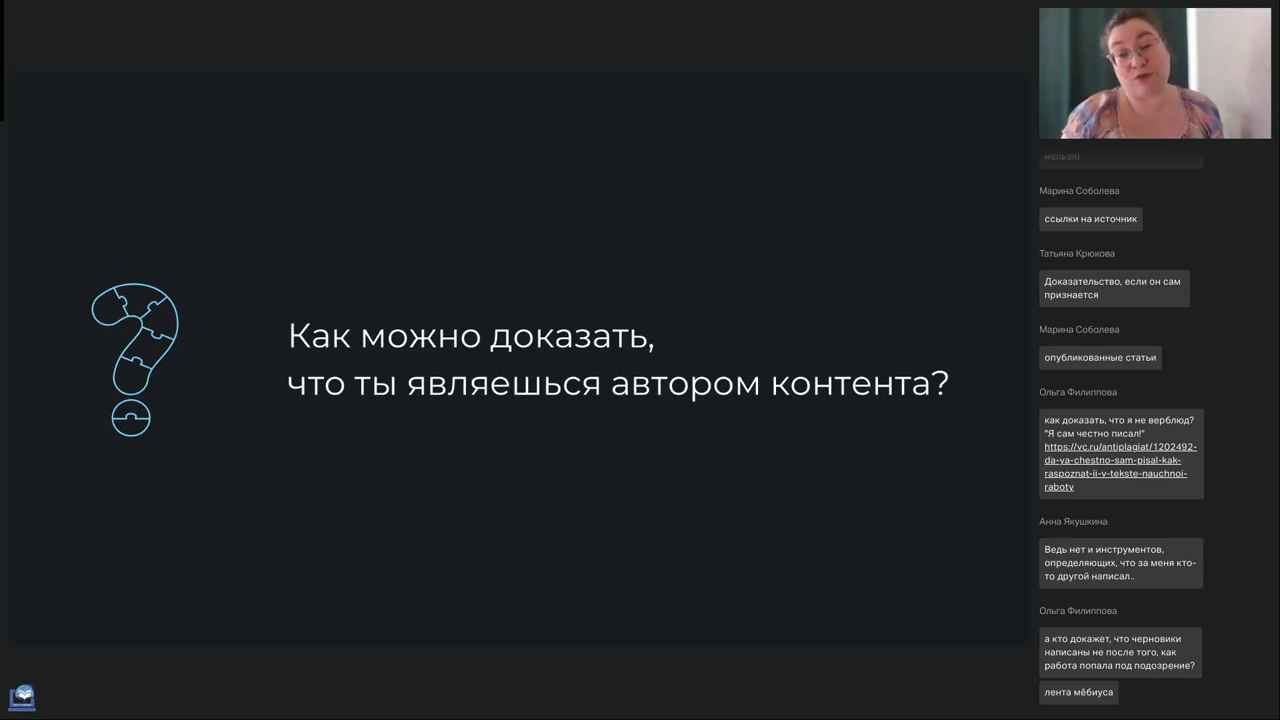 Как можно доказать,
что ты являешься автором контента?
нельзя)
Марина Соболева
ссылки на источник
Татьяна Крюкова
Доказательство, если он сам
признается
Марина Соболева
опубликованные статьи
Ольга Филиппова
как доказать, что я не верблюд?
"Я сам честно писал!"
https://vc.ru/antiplagiat/1202492-
da-ya-chestno-sam-pisal-kak-
raspoznat-ii-v-tekste-nauchnoi-
raboty
Анна Якушкина
Ведь нет и инструментов,
определяющих, что за меня кто-
то другой написал..
Ольга Филиппова
а кто докажет, что черновики
написаны не после того, как
работа попала под подозрение?
лента мёбиуса